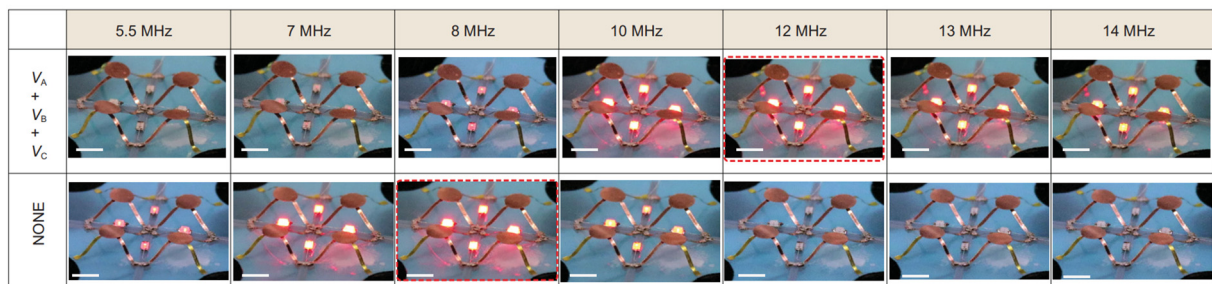 5.5 MHz 7 MHz 8 MHz 10 MHz 12 MHz 13 MHz 14 MHz
VA
+
VB
+
VC
NONE